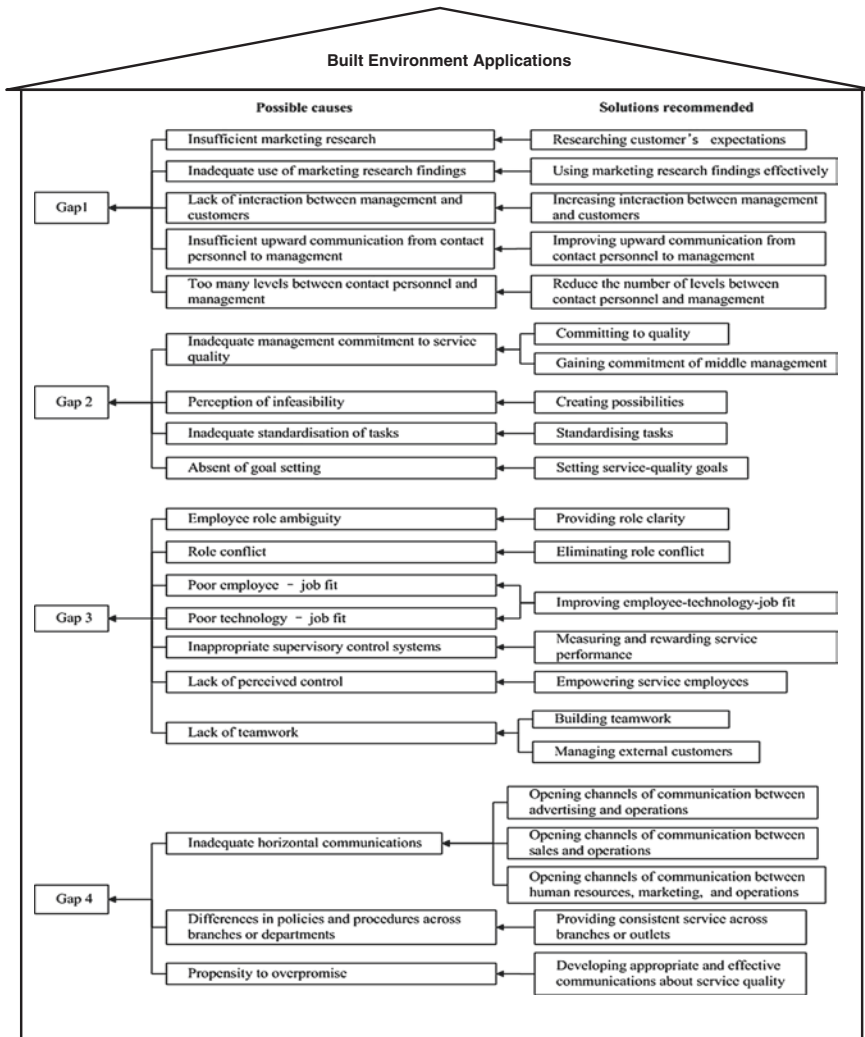 Built Environment Applications
Possible causes
Solutions recommended
Gap1
Insufficient marketing research
Researching customer's expectations
Inadequate use of marketing research findings
Using marketing research findings effectively
Lack of interaction between management and
customers
Increasing interaction between management
and customers
Insufficient upward communication from contact
personnel to management
Improving upward communication from
contact personnel to management
Too many levels between contact personnel and
management
Reduce the number of levels between
contact personnel and management
Gap 2
Inadequate management commitment to service
quality
Committing to quality
Gaining commitment of middle management
Perception of infeasibility
Creating possibilities
Inadequate standardisation of tasks
Standardising tasks
Absent of goal setting
Setting service-quality goals
Gap 3
Employee role ambiguity
Providing role clarity
Role conflict
Eliminating role conflict
Poor employee – job fit
Poor technology – job fit
Improving employee-technology-job fit
Inappropriate supervisory control systems
Measuring and rewarding service
performance
Lack of perceived control
Empowering service employees
Lack of teamwork
Building teamwork
Managing external customers
Gap 4
Inadequate horizontal communications
Opening channels of communication between
advertising and operations
Opening channels of communication between
sales and operations
Opening channels of communication between
human resources, marketing, and operations
Differences in policies and procedures across
branches or departments
Providing consistent service across
branches or outlets
Propensity to overpromise
Developing appropriate and effective
communications about service quality